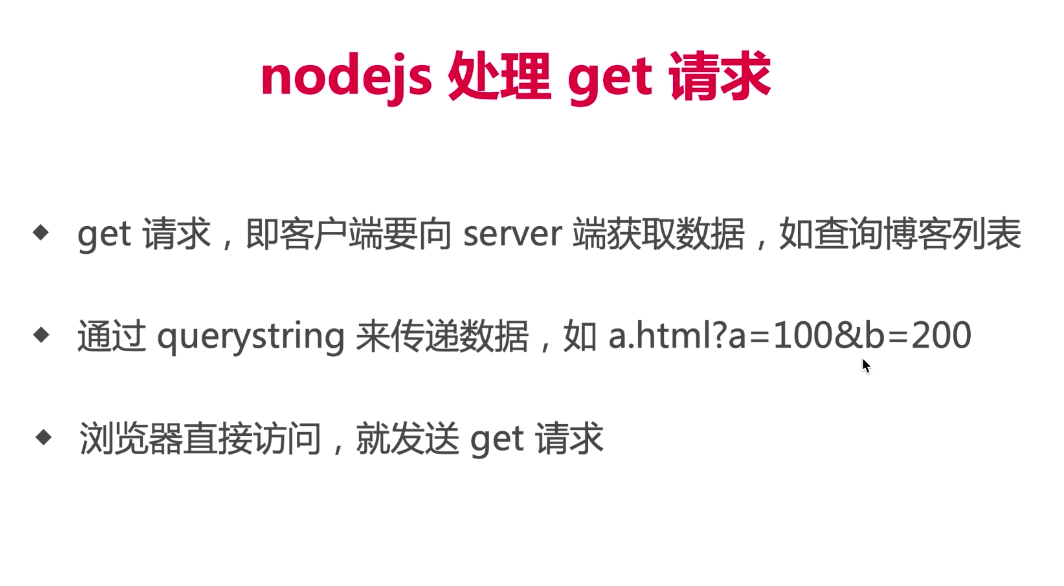 nodejs 处理 get 请求
get 请求，即客户端要向 server 端获取数据，如查询博客列表
通过 querystring 来传递数据，如 a.html?a=100&b=200
浏览器直接访问，就发送 get 请求